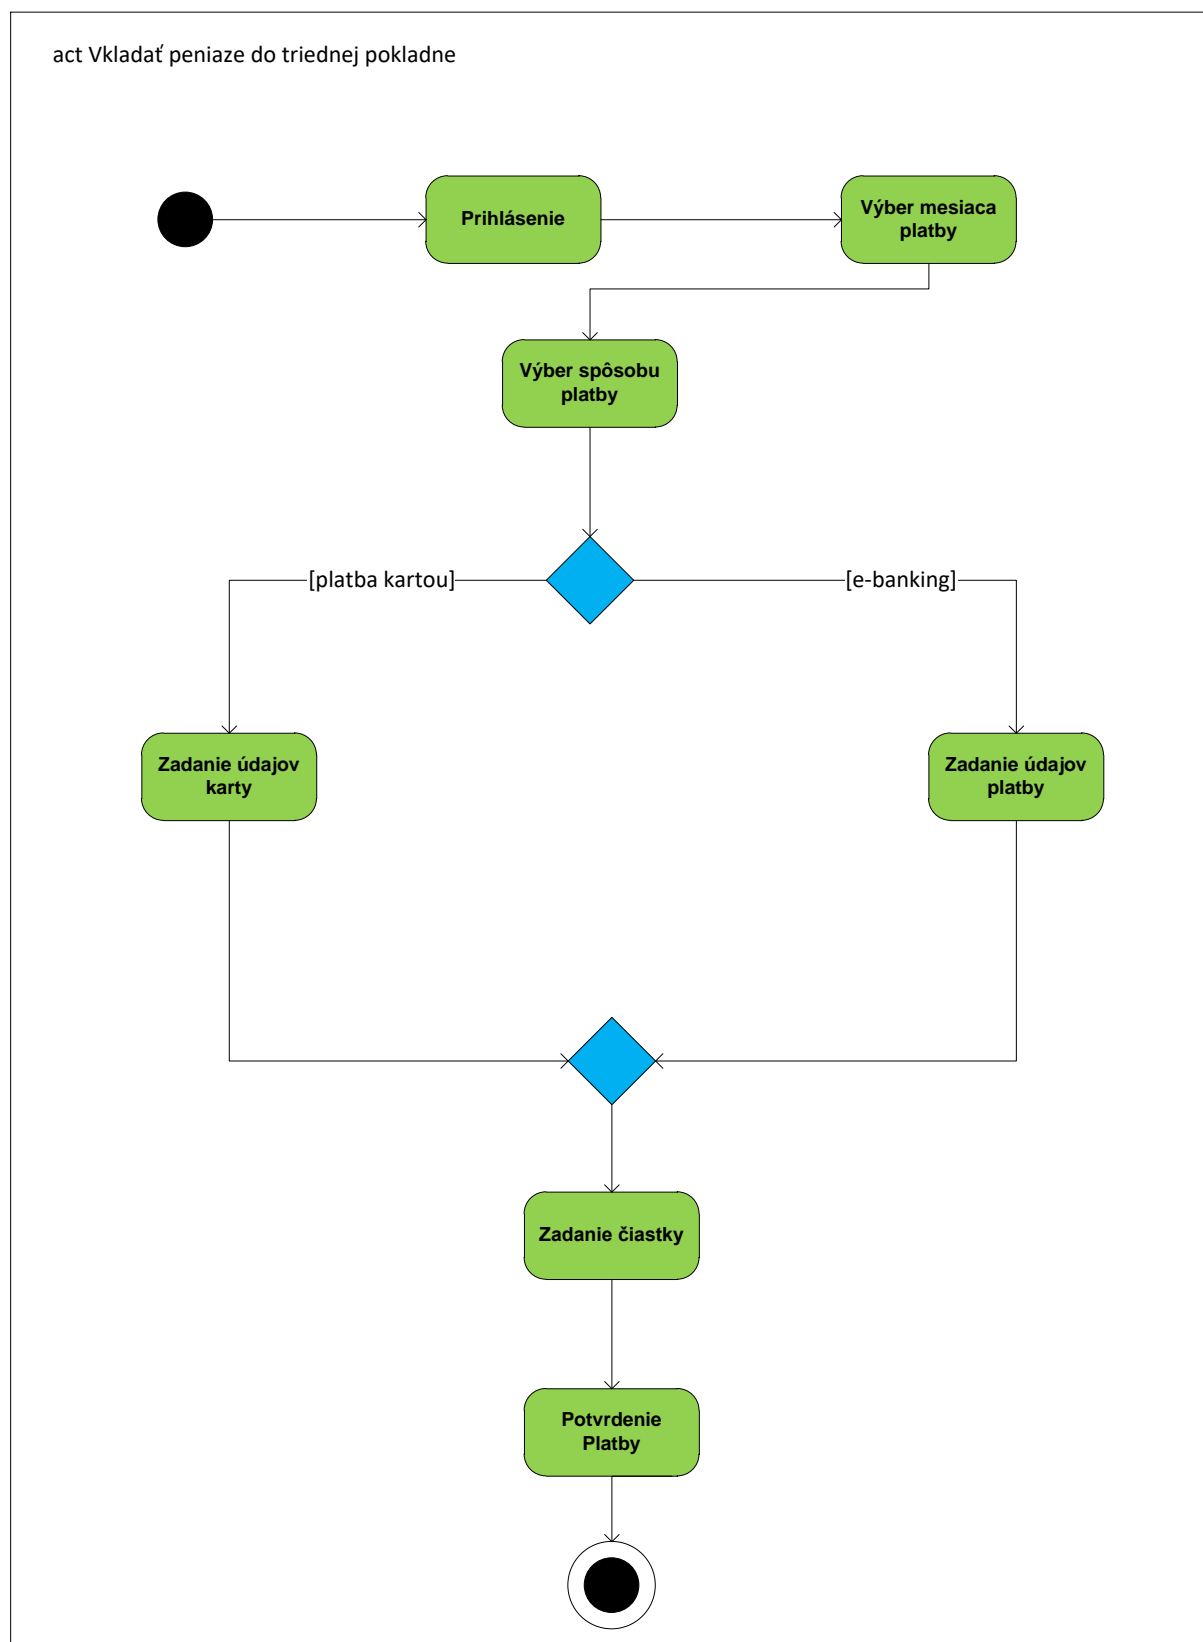 act Vkladať peniaze do triednej pokladne
Prihlásenie
Výber mesiaca
platby
Výber spôsobu
platby
[platba kartou]
[e-banking]
Zadanie údajov
karty
Zadanie údajov
platby
Zadanie čiastky
Potvrdenie
Platby